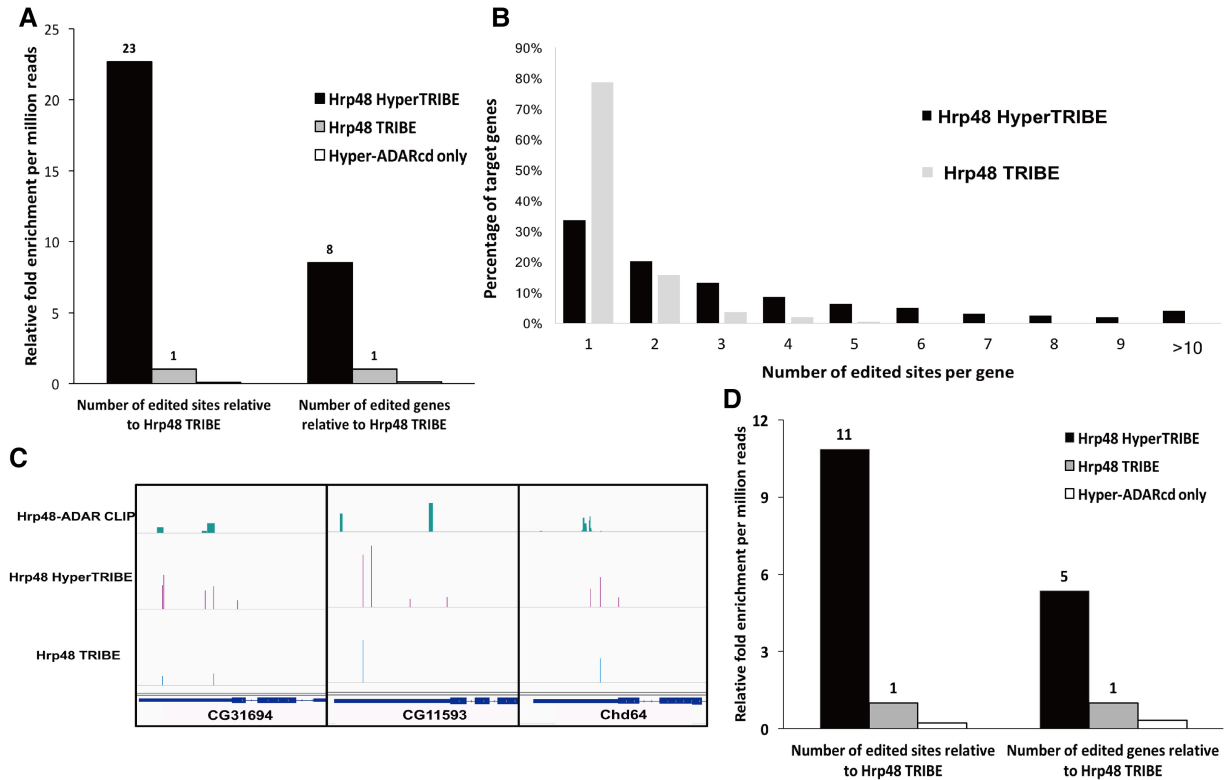 A
Relative fold enrichment per million reads
25
20
15
10
5
0
23
1
8
1
Hrp48 HyperTRIBE
Hrp48 TRIBE
Hyper-ADARcd only
Number of edited sites relative
to Hrp48 TRIBE
Number of edited genes
relative to Hrp48 TRIBE
B
Percentage of target genes
90%
80%
70%
60%
50%
40%
30%
20%
10%
0%
Hrp48 HyperTRIBE
Hrp48 TRIBE
1 2 3 4 5 6 7 8 9 >10
Number of edited sites per gene
C
Hrp48-ADAR CLIP
Hrp48 HyperTRIBE
Hrp48 TRIBE
CG31694 CG11593 Chd64
D
Relative fold enrichment per million reads
12
9
6
3
0
11
1
5
1
Hrp48 HyperTRIBE
Hrp48 TRIBE
Hyper-ADARcd only
Number of edited sites relative
to Hrp48 TRIBE
Number of edited genes relative
to Hrp48 TRIBE